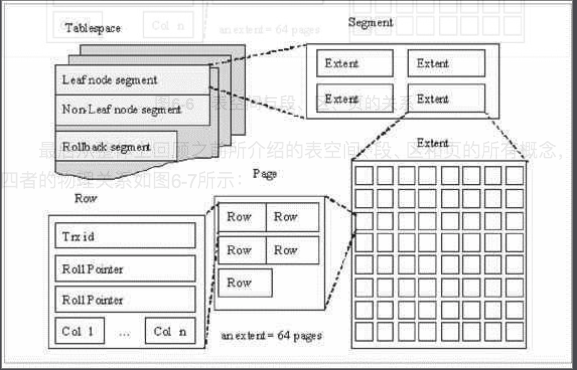 Col n
an extent = 64 pages
Tablespace
Segment
Leaf node segment
Non-Leaf node segment
Rollback segment
Extent
Extent
Extent
Extent
图6-6 表空间与段、区、页的关系
最后从整体上回顾之前所介绍的表空间、段、区和页的所有概念，
四者的物理关系如图6-7所示：
Extent
Page
Row
Row
Row
Row
Row
Row
Trx id
Roll Pointer
Roll Pointer
Col 1 ... Col n
an extent = 64 pages